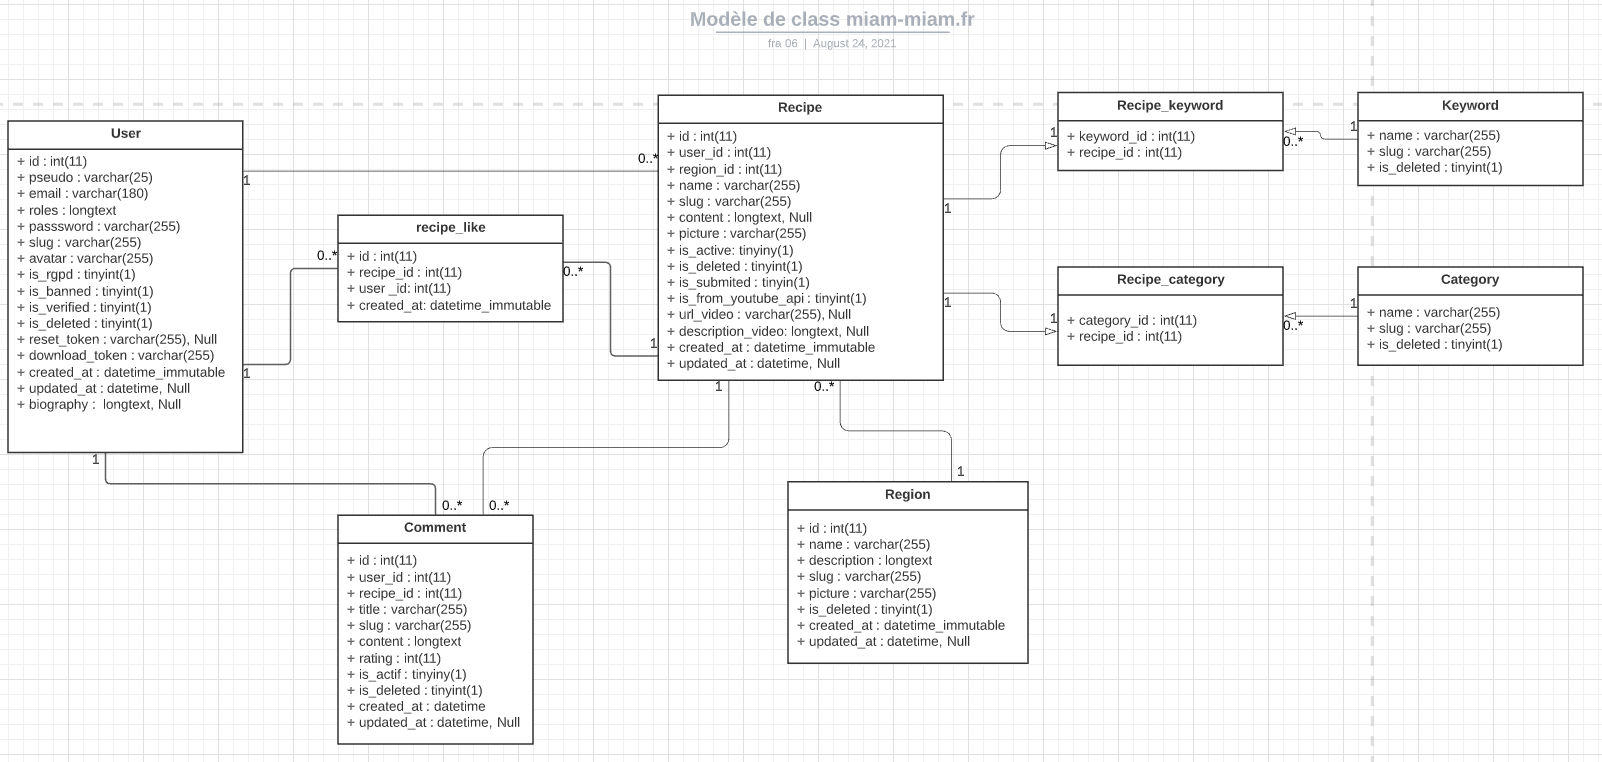 Modèle de class miam-miam.fr
fra 06 | August 24, 2021
User
+ id : int(11)
+ pseudo : varchar(25)
+ email : varchar(180)
+ roles : longtext
+ passsword : varchar(255)
+ slug : varchar(255)
+ avatar : varchar(255)
+ is_rgpd : tinyint(1)
+ is_banned : tinyint(1)
+ is_verified : tinyint(1)
+ is_deleted : tinyint(1)
+ reset_token : varchar(255), Null
+ download_token : varchar(255)
+ created_at : datetime_immutable
+ updated_at : datetime, Null
+ biography : longtext, Null
1
0..*
1
0..*
1
0..*
recipe_like
+ id : int(11)
+ recipe_id : int(11)
+ user _id: int(11)
+ created_at: datetime_immutable
0..*
1
Recipe
+ id : int(11)
+ user_id : int(11)
+ region_id : int(11)
+ name : varchar(255)
+ slug : varchar(255)
+ content : longtext, Null
+ picture : varchar(255)
+ is_active: tinyiny(1)
+ is_deleted : tinyint(1)
+ is_submited : tinyin(1)
+ is_from_youtube_api : tinyint(1)
+ url_video : varchar(255), Null
+ description_video: longtext, Null
+ created_at : datetime_immutable
+ updated_at : datetime, Null
1
0..*
1
0..*
1
1
1
1
Recipe_keyword
+ keyword_id : int(11)
+ recipe_id : int(11)
0..*
1
Keyword
+ name : varchar(255)
+ slug : varchar(255)
+ is_deleted : tinyint(1)
Recipe_category
+ category_id : int(11)
+ recipe_id : int(11)
0..*
1
Category
+ name : varchar(255)
+ slug : varchar(255)
+ is_deleted : tinyint(1)
Comment
+ id : int(11)
+ user_id : int(11)
+ recipe_id : int(11)
+ title : varchar(255)
+ slug : varchar(255)
+ content : longtext
+ rating : int(11)
+ is_actif : tinyiny(1)
+ is_deleted : tinyint(1)
+ created_at : datetime
+ updated_at : datetime, Null
Region
+ id : int(11)
+ name : varchar(255)
+ description : longtext
+ slug : varchar(255)
+ picture : varchar(255)
+ is_deleted : tinyint(1)
+ created_at : datetime_immutable
+ updated_at : datetime, Null